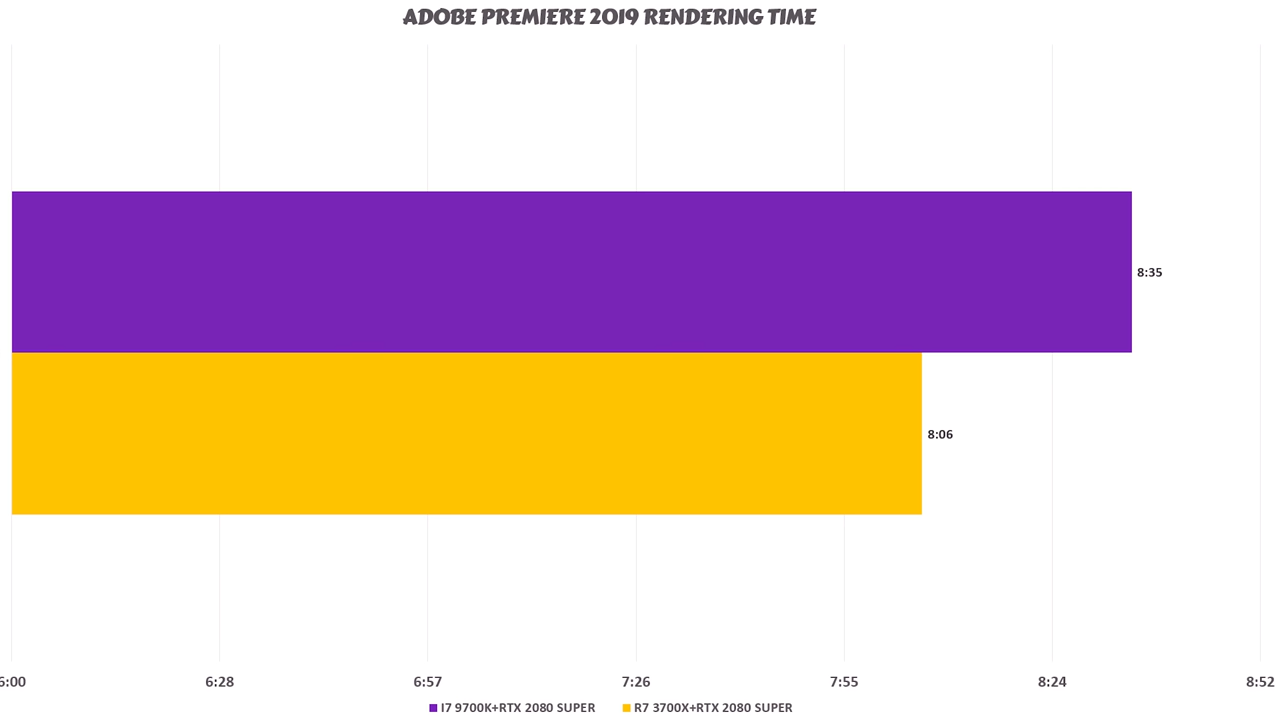 ADOBE PREMIERE 2019 RENDERING TIME
8:35
8:06
6:00 6:28 6:57 7:26 7:55 8:24 8:52
I7 9700K+RTX 2080 SUPER R7 3700X+RTX 2080 SUPER